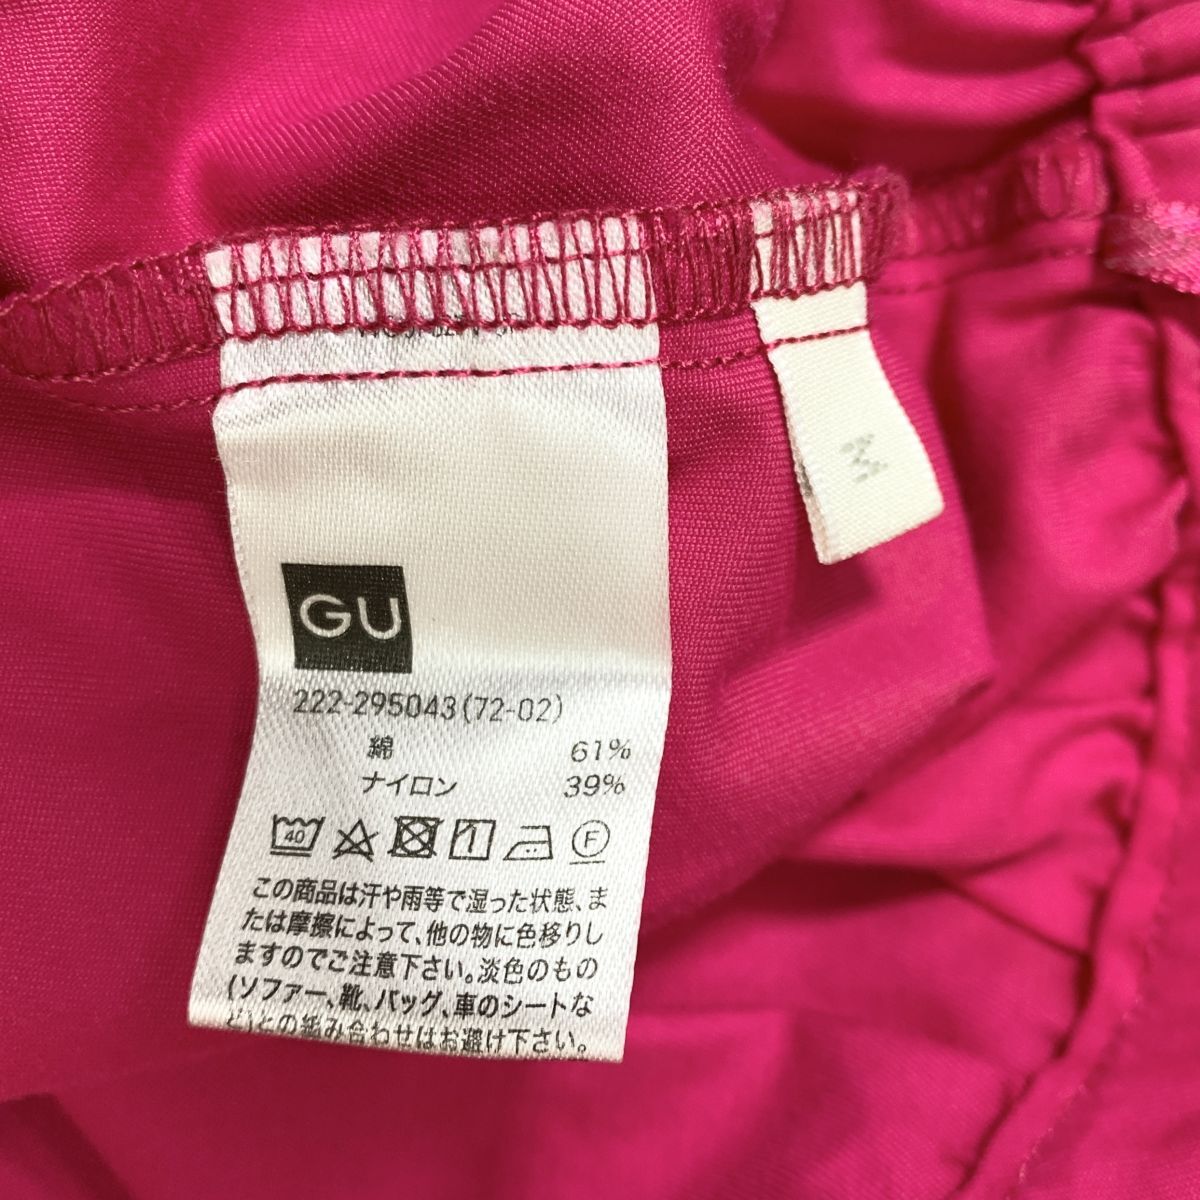 M
GU
222-295043(72-02)
綿 61%
ナイロン 39%
40 F
この商品は汗や雨等で湿った状態、ま
たは摩擦によって、他の物に色移りし
ますのでご注意下さい。淡色のもの
(ソファー、靴、バッグ、車のシートな
ど)との組み合わせはお避け下さい。